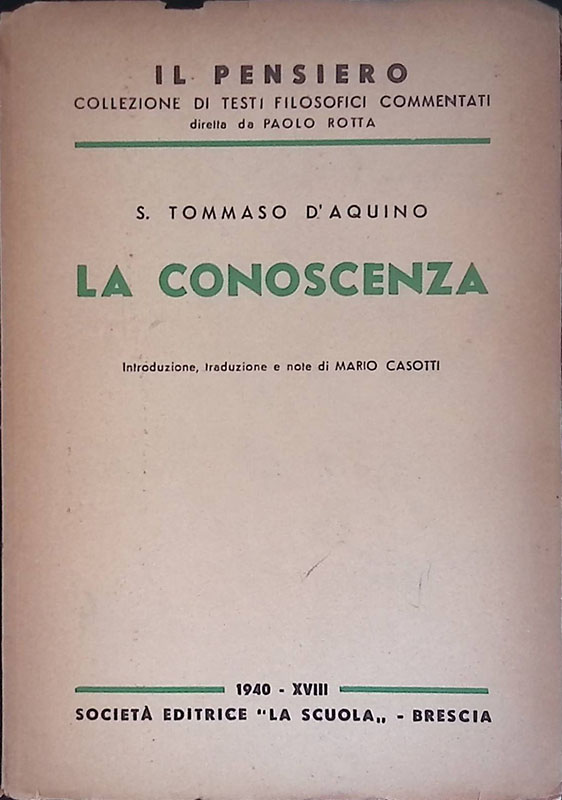 IL PENSIERO
COLLEZIONE DI TESTI FILOSOFICI COMMENTATI
diretta da PAOLO ROTTA
S. TOMMASO D'AQUINO
LA CONOSCENZA
Introduzione, traduzione e note di MARIO CASOTTI
1940 - XVIII
SOCIETÀ EDITRICE "LA SCUOLA„ - BRESCIA